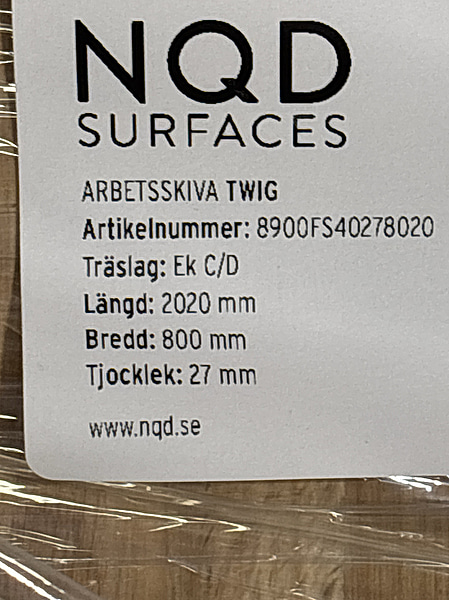 NQD
SURFACES
ARBETSSKIVA TWIG
Artikelnummer: 8900FS40278020
Träslag: Ek C/D
Längd: 2020 mm
Bredd: 800 mm
Tjocklek: 27 mm
www.nqd.se